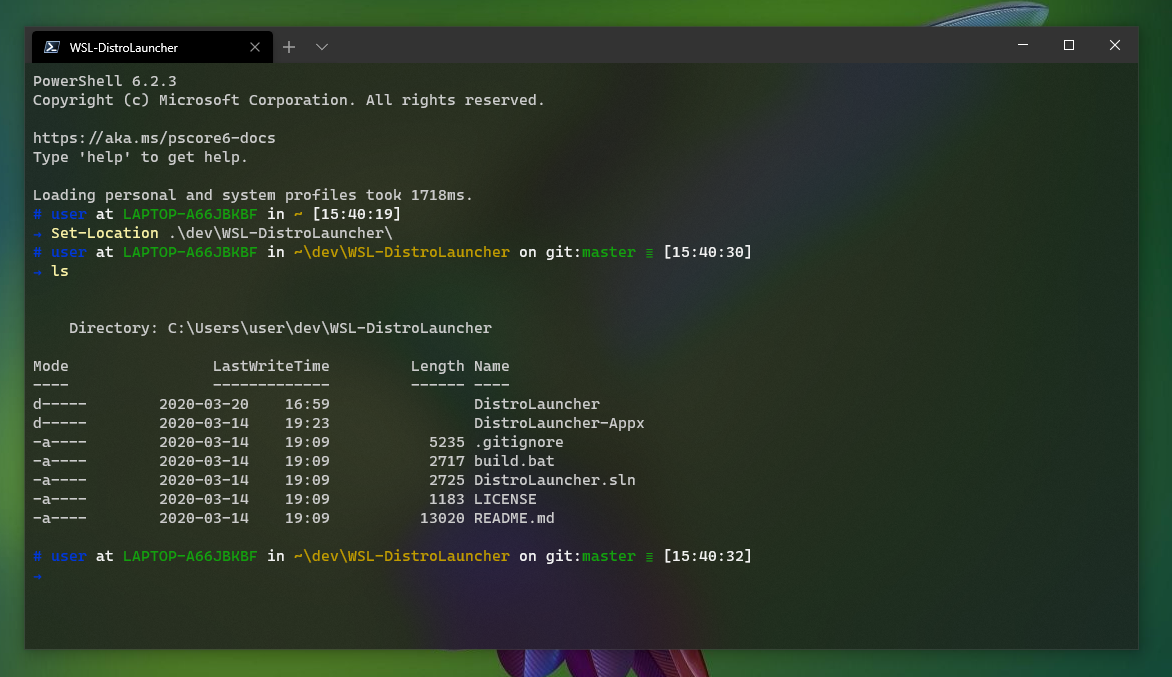 WSL-DistroLauncher
PowerShell 6.2.3
Copyright (c) Microsoft Corporation. All rights reserved.
https://aka.ms/pscore6-docs
Type 'help' to get help.
Loading personal and system profiles took 1718ms.
# user at LAPTOP-A66JBKBF in ~ [15:40:19]
→ Set-Location .\dev\WSL-DistroLauncher\
# user at LAPTOP-A66JBKBF in ~\dev\WSL-DistroLauncher on git:master ≡ [15:40:30]
→ ls
    Directory: C:\Users\user\dev\WSL-DistroLauncher
Mode                LastWriteTime         Length Name
----                -------------         ------ ----
d-----        2020-03-20    16:59                DistroLauncher
d-----        2020-03-14    19:23                DistroLauncher-Appx
-a----        2020-03-14    19:09           5235 .gitignore
-a----        2020-03-14    19:09           2717 build.bat
-a----        2020-03-14    19:09           2725 DistroLauncher.sln
-a----        2020-03-14    19:09           1183 LICENSE
-a----        2020-03-14    19:09          13020 README.md
# user at LAPTOP-A66JBKBF in ~\dev\WSL-DistroLauncher on git:master ≡ [15:40:32]
→